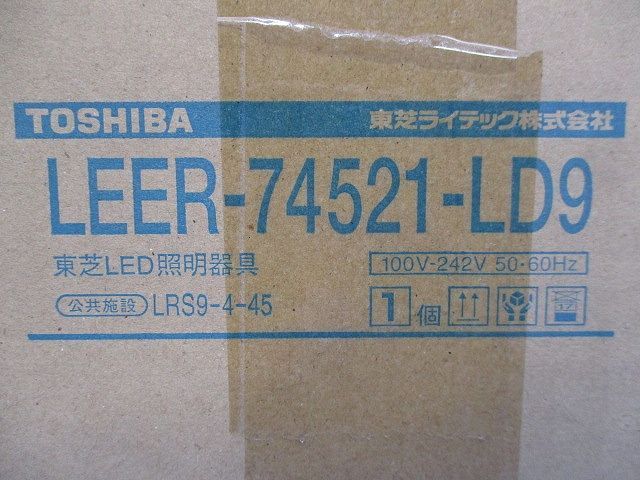 TOSHIBA 東芝ライテック株式会社
LEER-74521-LD9
東芝LED照明器具 100V-242V 50・60Hz
公共施設 LRS9-4-45 1個